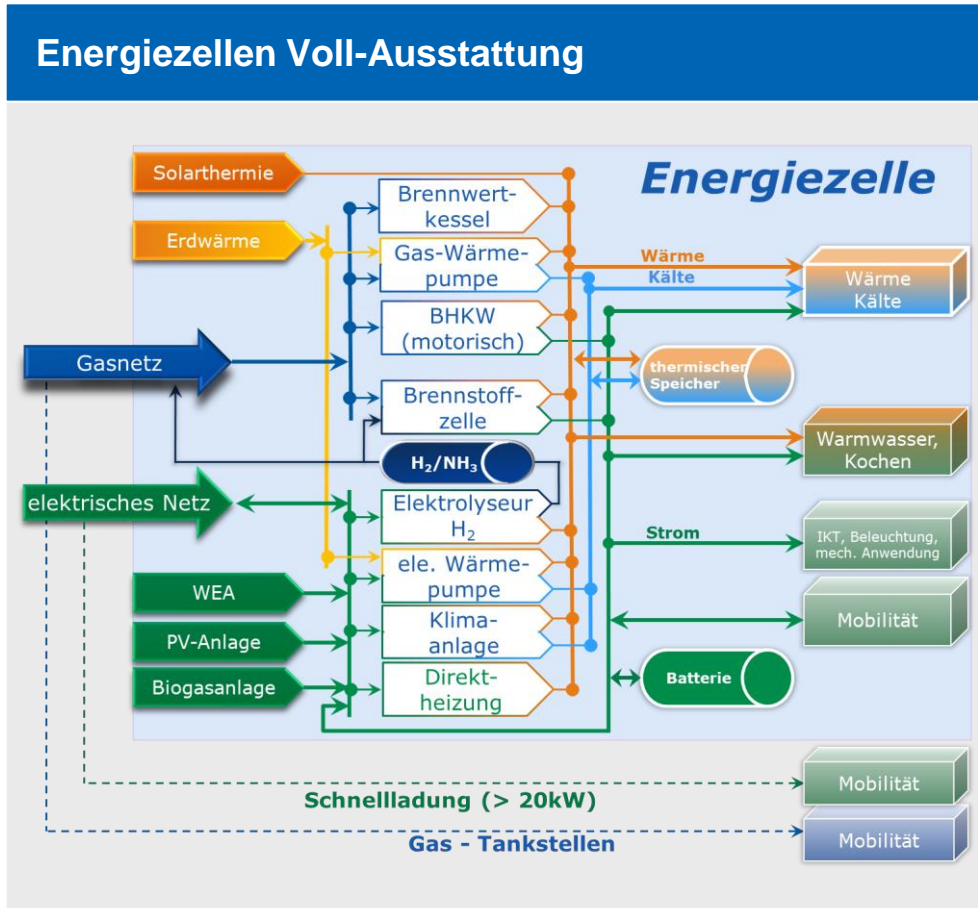 Energiezellen Voll-Ausstattung
Energiezelle
Solarthermie
Erdwärme
Gasnetz
elektrisches Netz
WEA
PV-Anlage
Biogasanlage
Brennwert-
kessel
Gas-Wärme-
pumpe
BHKW
(motorisch)
Brennstoff-
zelle
H₂/NH₃
Elektrolyseur
H₂
ele. Wärme-
pumpe
Klima-
anlage
Direkt-
heizung
Wärme
Kälte
thermischer
Speicher
Strom
Batterie
Wärme
Kälte
Warmwasser,
Kochen
IKT, Beleuchtung,
mech. Anwendung
Mobilität
Schnellladung (> 20kW)
Mobilität
Gas - Tankstellen
Mobilität